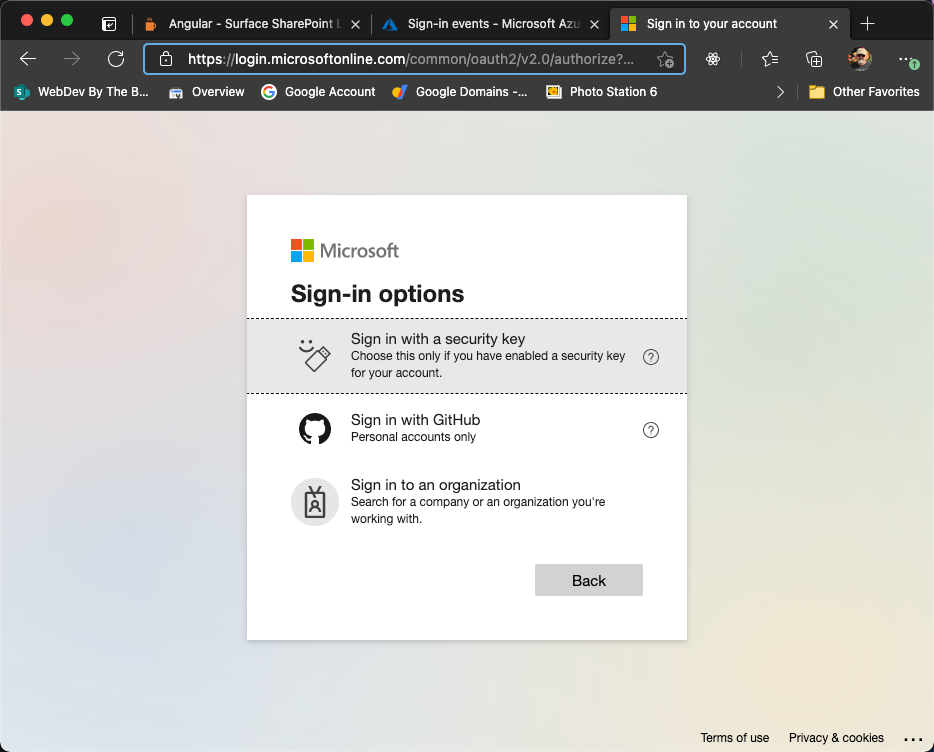 Angular - Surface SharePoint L
Sign-in events - Microsoft Azu
Sign in to your account
https://login.microsoftonline.com/common/oauth2/v2.0/authorize?...
WebDev By The B...
Overview
Google Account
Google Domains -...
Photo Station 6
Other Favorites
Microsoft
Sign-in options
Sign in with a security key
Choose this only if you have enabled a security key
for your account.
Sign in with GitHub
Personal accounts only
Sign in to an organization
Search for a company or an organization you're
working with.
Back
Terms of use
Privacy & cookies